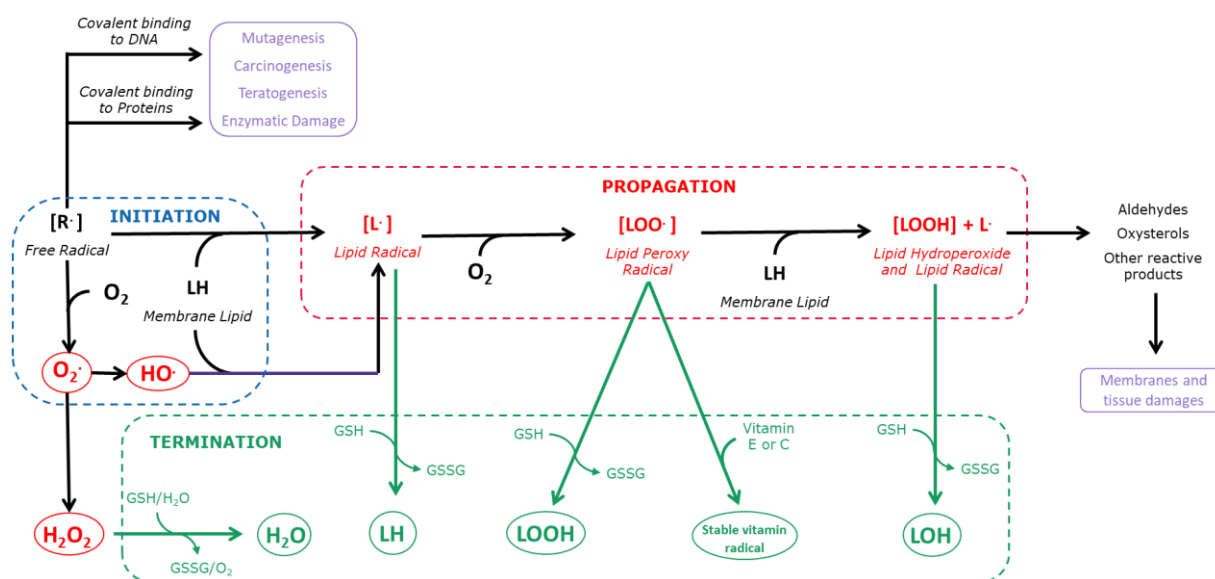 Covalent binding
to DNA
Mutagenesis
Carcinogenesis
Teratogenesis
Enzymatic Damage
Covalent binding
to Proteins
PROPAGATION
[R·]
INITIATION
Free Radical
[L·]
Lipid Radical
[LOO·]
Lipid Peroxy
Radical
[LOOH] + L·
Lipid Hydroperoxide
and Lipid Radical
Aldehydes
Oxysterols
Other reactive
products
O₂
LH
Membrane Lipid
O₂
LH
Membrane Lipid
O₂·
HO·
Membranes and
tissue damages
TERMINATION
GSH
GSSG
GSH
GSSG
Vitamin
E or C
GSH
GSSG
GSH/H₂O
GSSG/O₂
H₂O₂
H₂O
LH
LOOH
Stable vitamin
radical
LOH